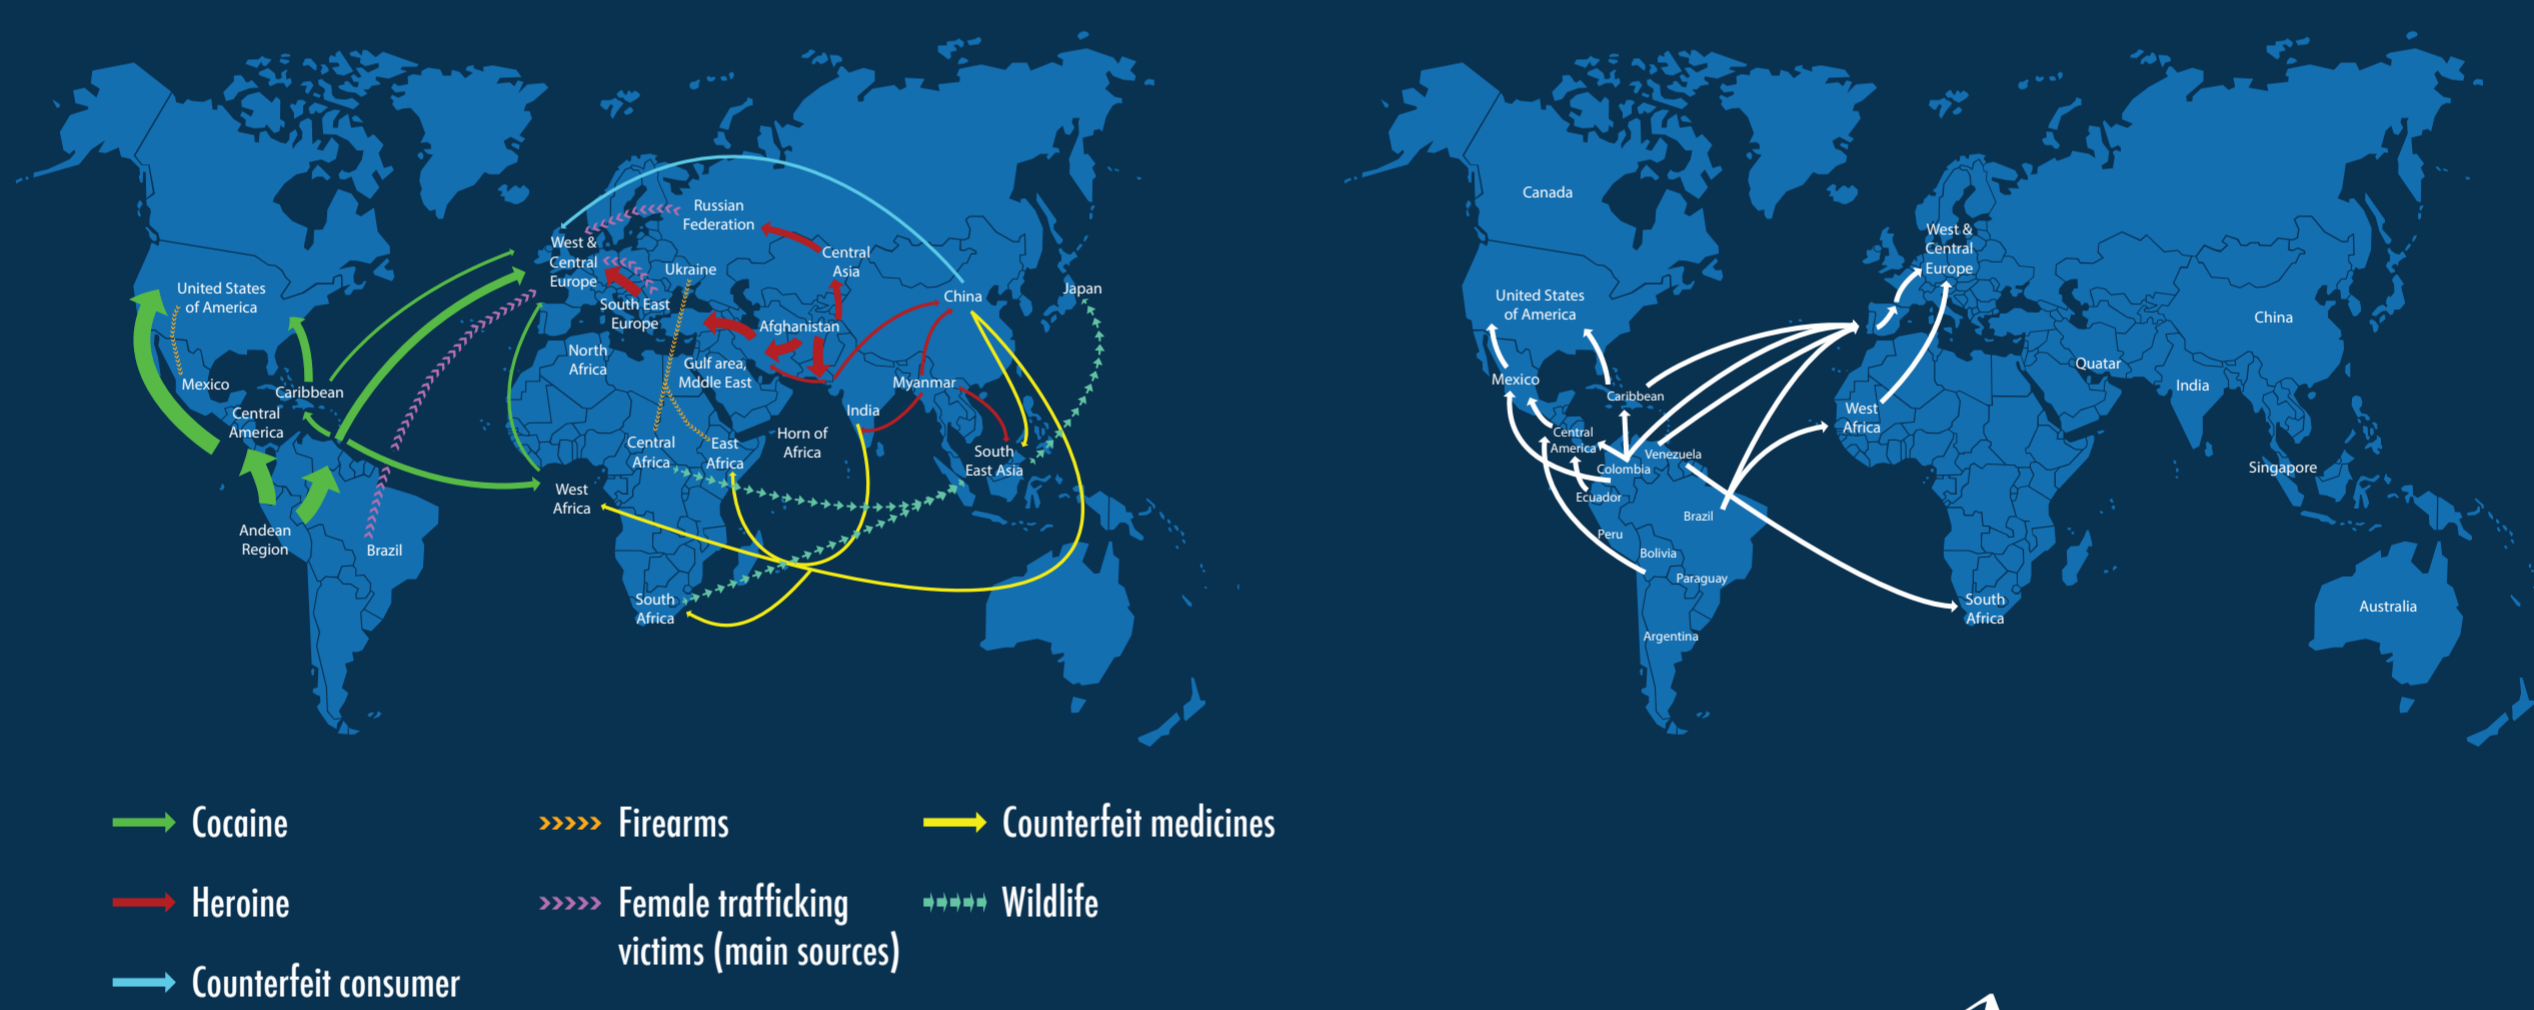 Russian
Federation
West &
Central
Europe
Central
Asia
Ukraine
United States
of America
South East
Europe
China
Japan
Afghanistan
North
Africa
Gulf area,
Mddle East
Mexico
Caribbean
Myanmar
Central
America
India
Central
Africa
East
Africa
Horn of
Africa
South
East Asia
West
Africa
Andean
Region
Brazil
South
Africa
Canada
West &
Central
Europe
United States
of America
China
Quatar
Mexico
India
Caribbean
West
Africa
Central
America
Venezuela
Colombia
Singapore
Ecuador
Brazil
Peru
Bolivia
Paraguay
South
Africa
Australia
Argentina
Cocaine
Firearms
Counterfeit medicines
Heroine
Female trafficking
victims (main sources)
Wildlife
Counterfeit consumer